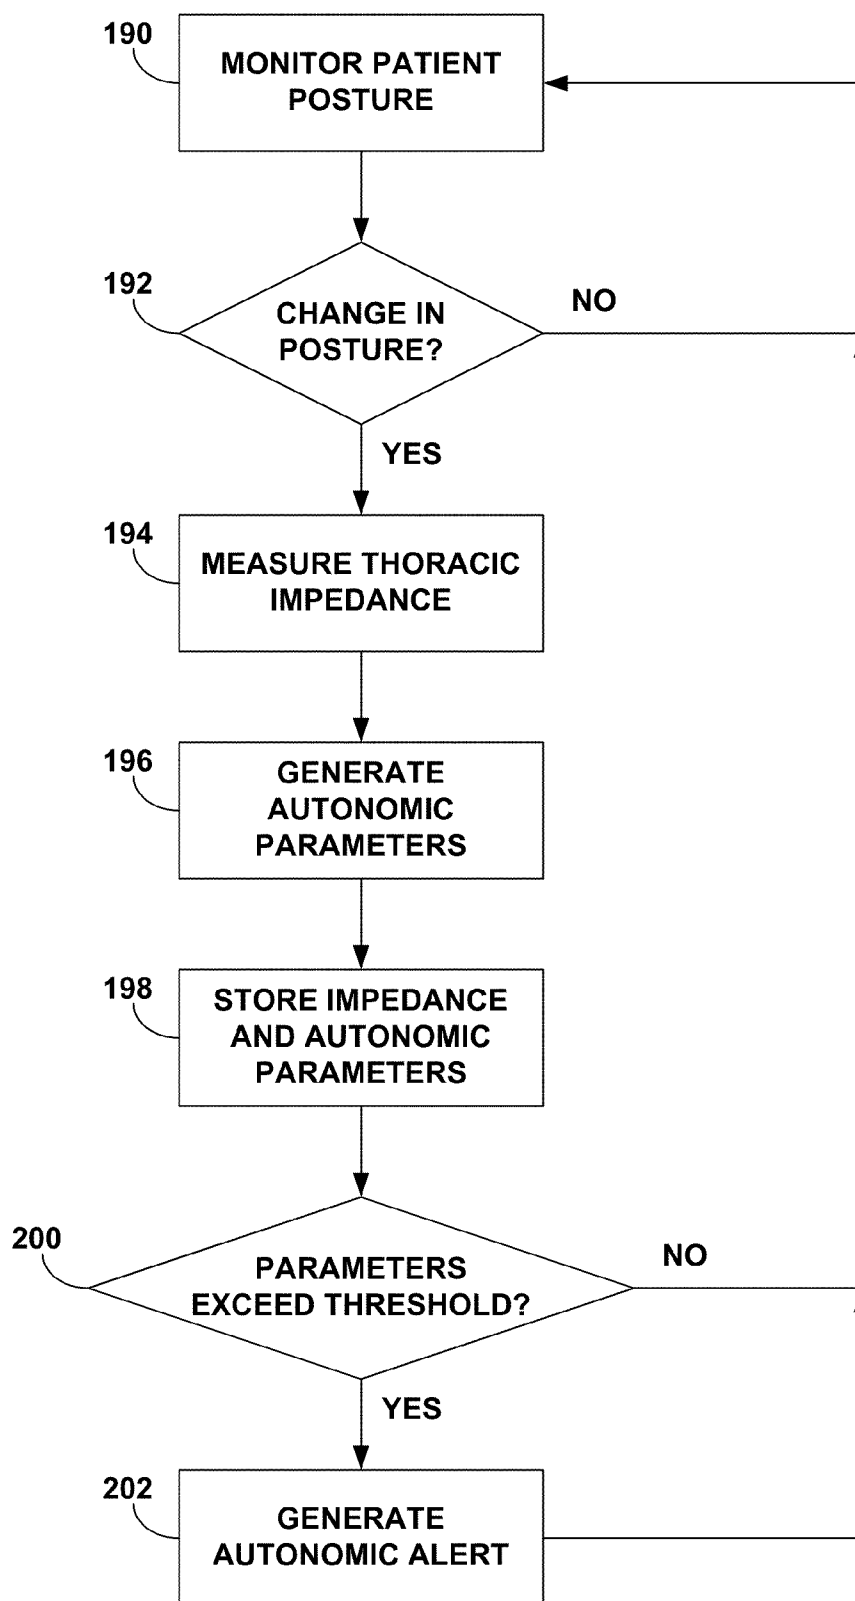 190
MONITOR PATIENT
POSTURE
192
CHANGE IN
POSTURE?
NO
YES
194
MEASURE THORACIC
IMPEDANCE
196
GENERATE
AUTONOMIC
PARAMETERS
198
STORE IMPEDANCE
AND AUTONOMIC
PARAMETERS
200
PARAMETERS
EXCEED THRESHOLD?
NO
YES
202
GENERATE
AUTONOMIC ALERT